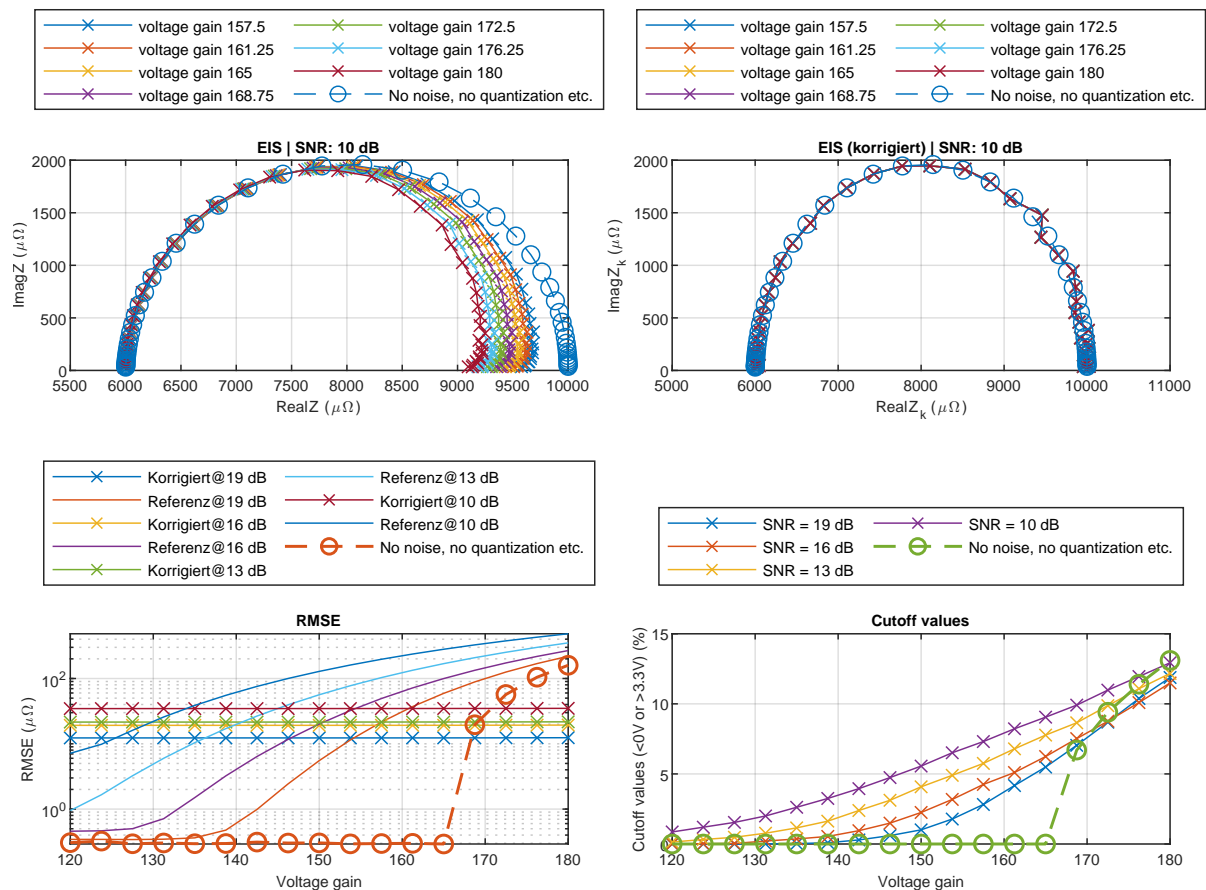 voltage gain 157.5
voltage gain 161.25
voltage gain 165
voltage gain 168.75
voltage gain 172.5
voltage gain 176.25
voltage gain 180
No noise, no quantization etc.
EIS | SNR: 10 dB
2000
1500
1000
500
0
ImagZ (μΩ)
5500 6000 6500 7000 7500 8000 8500 9000 9500 10000
RealZ (μΩ)
voltage gain 157.5
voltage gain 161.25
voltage gain 165
voltage gain 168.75
voltage gain 172.5
voltage gain 176.25
voltage gain 180
No noise, no quantization etc.
EIS (korrigiert) | SNR: 10 dB
2000
1500
1000
500
0
ImagZ_k (μΩ)
5000 6000 7000 8000 9000 10000 11000
RealZ_k (μΩ)
Korrigiert@19 dB
Referenz@19 dB
Korrigiert@16 dB
Referenz@16 dB
Korrigiert@13 dB
Referenz@13 dB
Korrigiert@10 dB
Referenz@10 dB
No noise, no quantization etc.
RMSE
10^2
10^0
RMSE (μΩ)
120 130 140 150 160 170 180
Voltage gain
SNR = 19 dB
SNR = 16 dB
SNR = 13 dB
SNR = 10 dB
No noise, no quantization etc.
Cutoff values
15
10
5
0
Cutoff values (<0V or >3.3V) (%)
120 130 140 150 160 170 180
Voltage gain